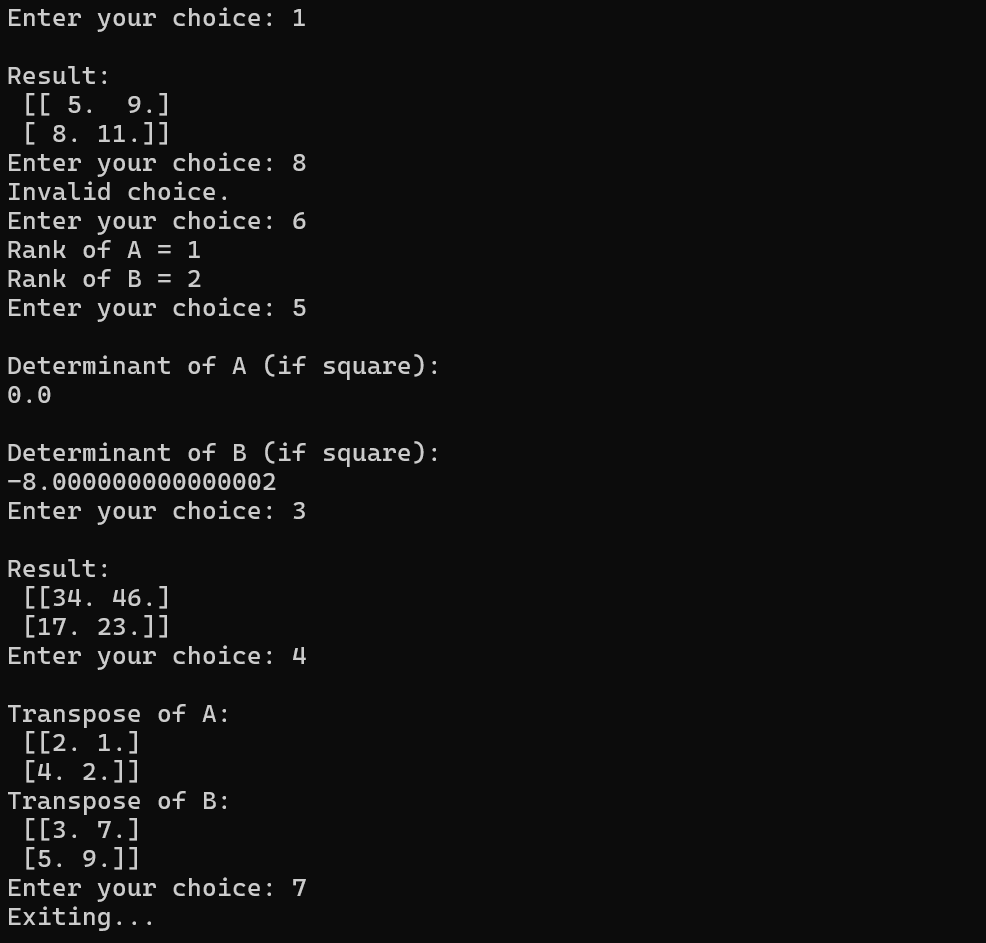 Enter your choice: 1

Result:
 [[ 5.  9.]
 [ 8. 11.]]
Enter your choice: 8
Invalid choice.
Enter your choice: 6
Rank of A = 1
Rank of B = 2
Enter your choice: 5

Determinant of A (if square):
0.0

Determinant of B (if square):
-8.000000000000002
Enter your choice: 3

Result:
 [[34. 46.]
 [17. 23.]]
Enter your choice: 4

Transpose of A:
 [[2. 1.]
 [4. 2.]]
Transpose of B:
 [[3. 7.]
 [5. 9.]]
Enter your choice: 7
Exiting...